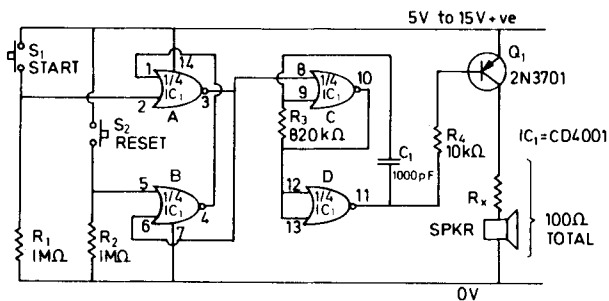 5V to 15V +ve
S1
START
14
1
1/4
IC1
3
2
A
S2
RESET
B
5
1/4
IC1
4
6
7
R1
1MΩ
R2
1MΩ
8
1/4
IC1
10
9
C
R3
820kΩ
C1
1000pF
D
12
1/4
IC1
11
13
R4
10kΩ
Q1
2N3701
IC1=CD4001
Rx
SPKR
100Ω
TOTAL
0V